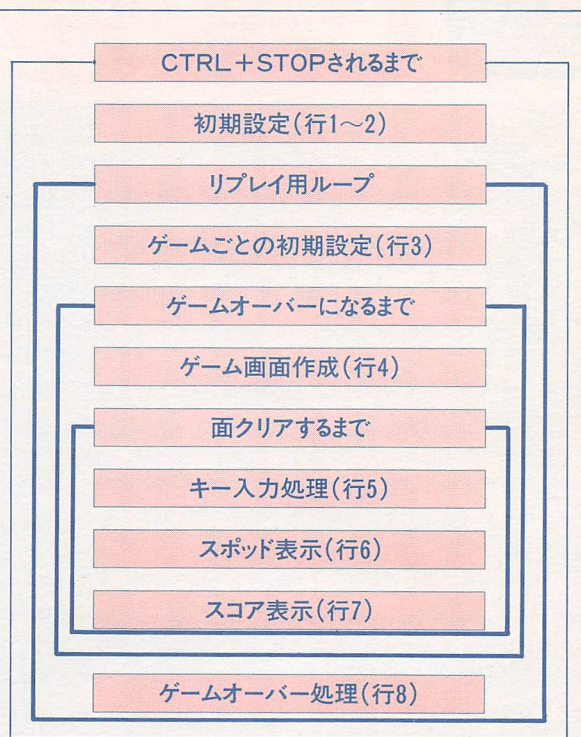 CTRL+STOPされるまで
初期設定(行1〜2)
リプレイ用ループ
ゲームごとの初期設定(行3)
ゲームオーバーになるまで
ゲーム画面作成(行4)
面クリアするまで
キー入力処理(行5)
スポッド表示(行6)
スコア表示(行7)
ゲームオーバー処理(行8)